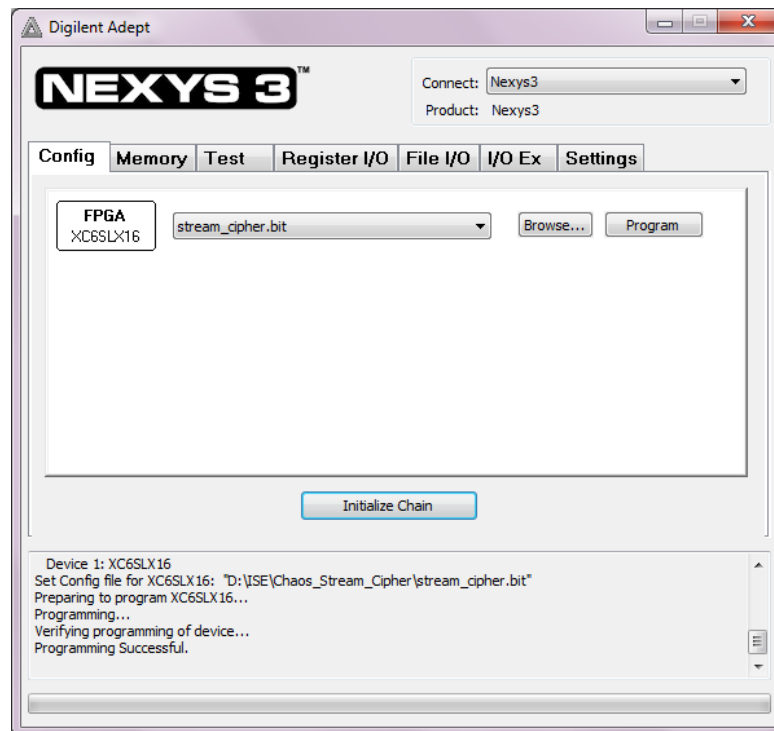 Digilent Adept
NEXYS 3™
Connect: Nexys3
Product: Nexys3
Config Memory Test Register I/O File I/O I/O Ex Settings
FPGA
XC6SLX16
stream_cipher.bit
Browse... Program
Initialize Chain
Device 1: XC6SLX16
Set Config file for XC6SLX16: "D:\ISE\Chaos_Stream_Cipher\stream_cipher.bit"
Preparing to program XC6SLX16...
Programming...
Verifying programming of device...
Programming Successful.